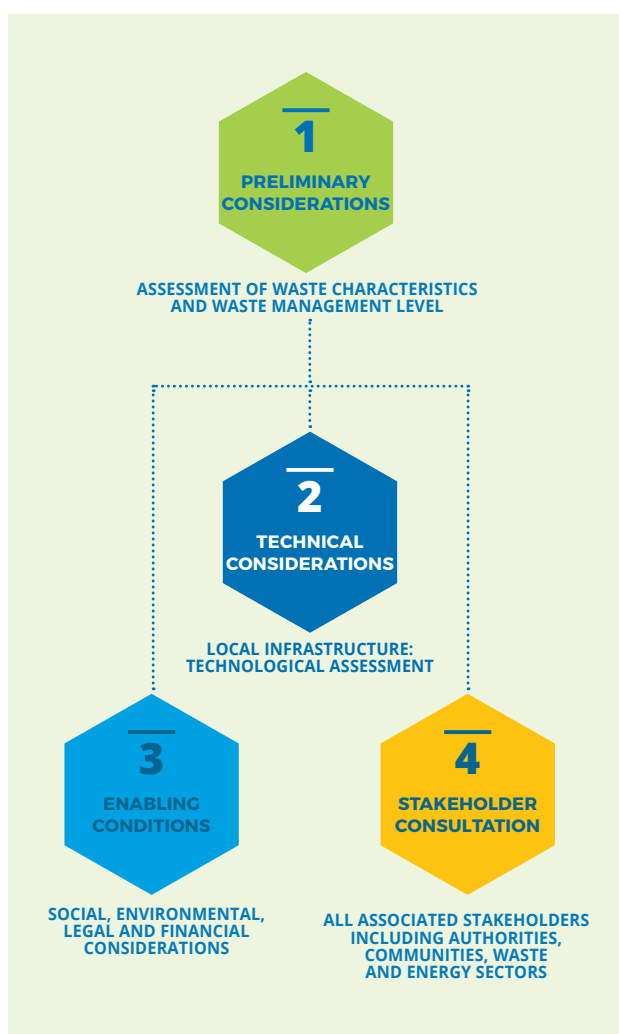 1
PRELIMINARY
CONSIDERATIONS
ASSESSMENT OF WASTE CHARACTERISTICS
AND WASTE MANAGEMENT LEVEL
2
TECHNICAL
CONSIDERATIONS
LOCAL INFRASTRUCTURE:
TECHNOLOGICAL ASSESSMENT
3
ENABLING
CONDITIONS
SOCIAL, ENVIRONMENTAL,
LEGAL AND FINANCIAL
CONSIDERATIONS
4
STAKEHOLDER
CONSULTATION
ALL ASSOCIATED STAKEHOLDERS
INCLUDING AUTHORITIES,
COMMUNITIES, WASTE
AND ENERGY SECTORS